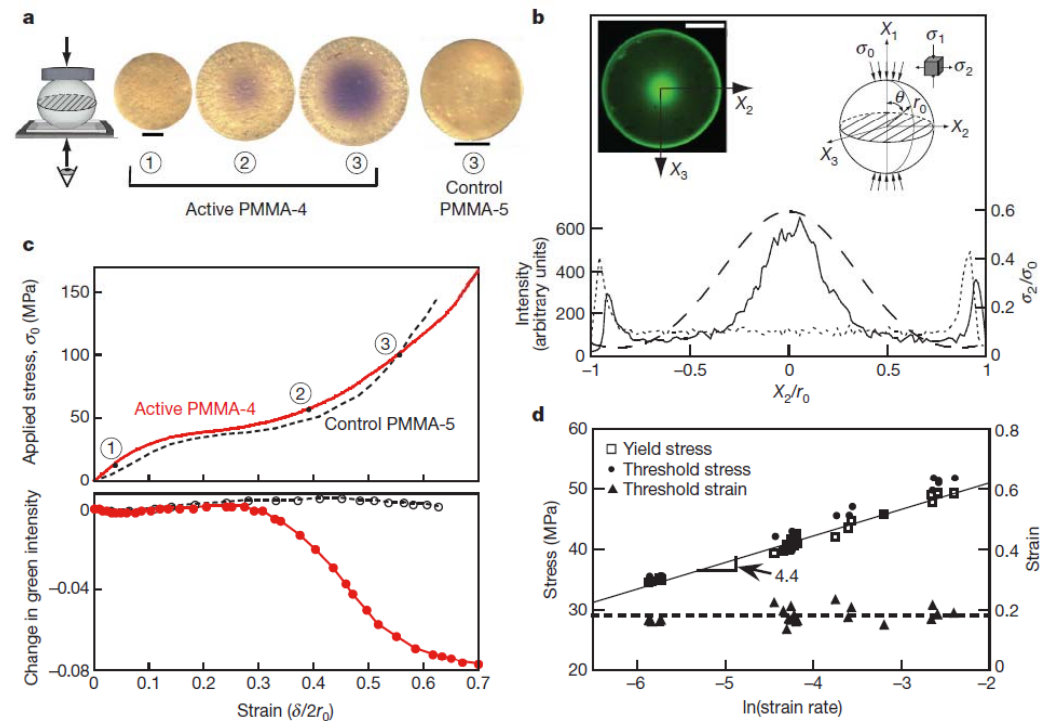 a
① ② ③ ③
Active PMMA-4
Control
PMMA-5
b
X₂
X₃
σ₀
X₁
σ₁
σ₂
θ
r₀
X₂
X₃
Intensity
(arbitrary units)
600
400
200
0
0.6
0.4
0.2
0
σ₂/σ₀
-1 -0.5 0 0.5 1
X₂/r₀
c
Applied stress, σ₀ (MPa)
150
100
50
0
①
②
③
Active PMMA-4
Control PMMA-5
Change in green intensity
0
-0.04
-0.08
0 0.1 0.2 0.3 0.4 0.5 0.6 0.7
Strain (δ/2r₀)
d
Stress (MPa)
60
50
40
30
20
Yield stress
Threshold stress
Threshold strain
4.4
0.8
0.6
0.4
0.2
0
Strain
−6 −5 −4 −3 −2
ln(strain rate)